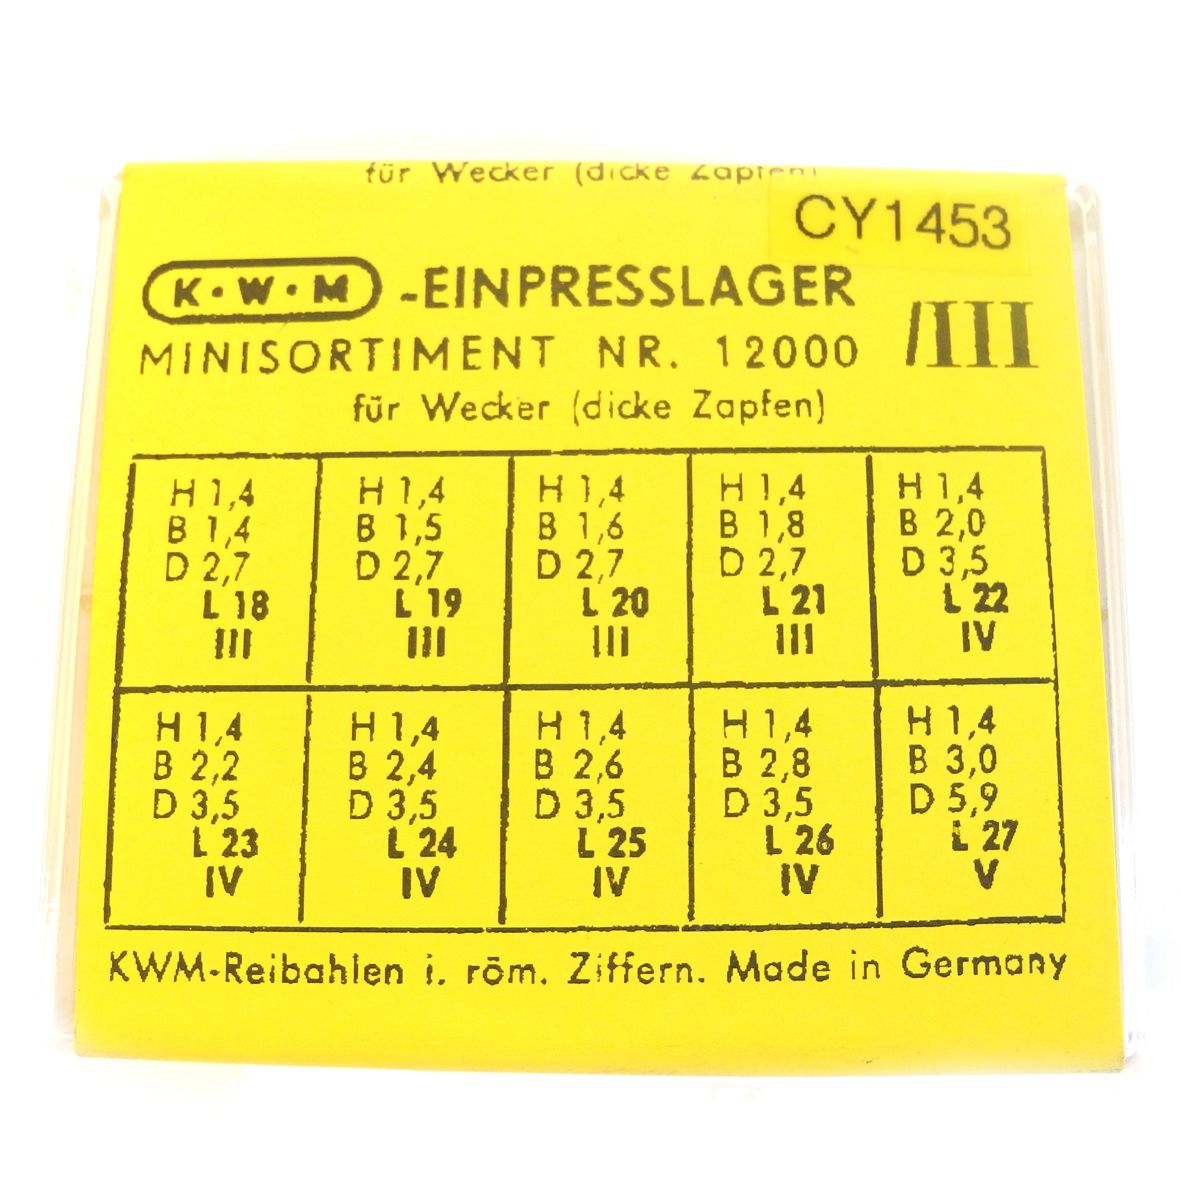 für Wecker (dicke Zapfen)
CY1453
K·W·M -EINPRESSLAGER
MINISORTIMENT NR. 12000 /III
für Wecker (dicke Zapfen)
H 1,4
B 1,4
D 2,7
L 18
III
H 1,4
B 1,5
D 2,7
L 19
III
H 1,4
B 1,6
D 2,7
L 20
III
H 1,4
B 1,8
D 2,7
L 21
III
H 1,4
B 2,0
D 3,5
L 22
IV
H 1,4
B 2,2
D 3,5
L 23
IV
H 1,4
B 2,4
D 3,5
L 24
IV
H 1,4
B 2,6
D 3,5
L 25
IV
H 1,4
B 2,8
D 3,5
L 26
IV
H 1,4
B 3,0
D 5,9
L 27
V
KWM-Reibahlen i. röm. Ziffern. Made in Germany